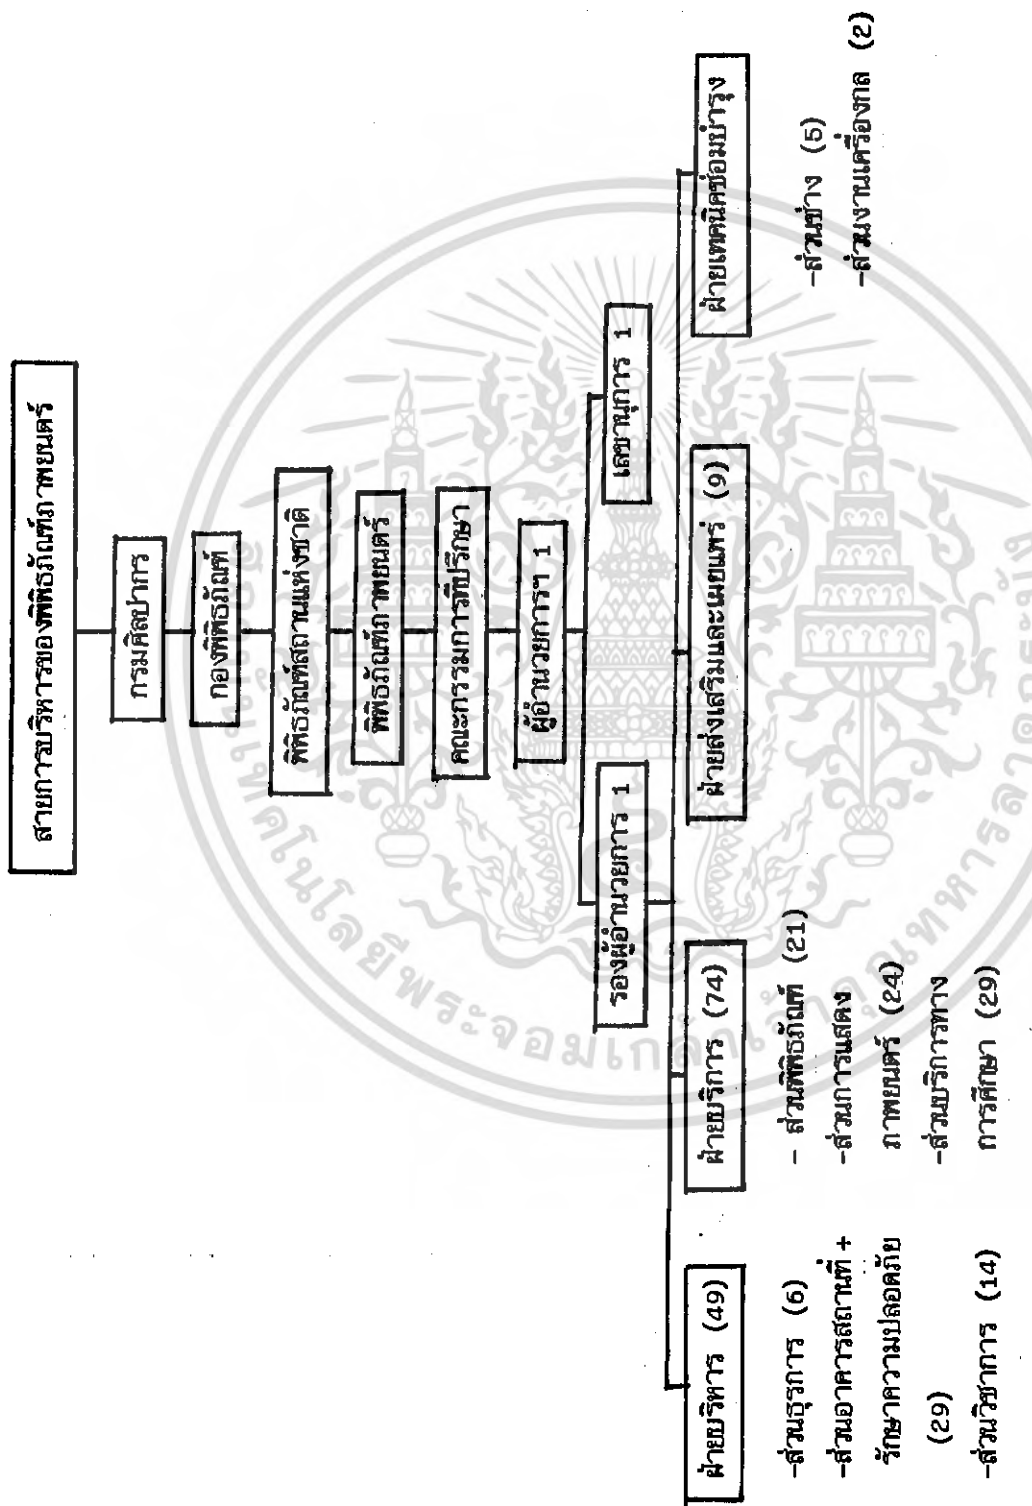 สายการบริหารของพิพิธภัณฑ์ภาพยนตร์
กรมศิลปากร
กองพิพิธภัณฑ์
พิพิธภัณฑ์สถานแห่งชาติ
พิพิธภัณฑ์ภาพยนตร์
คณะกรรมการที่ปรึกษา
ผู้อำนวยการฯ 1
รองผู้อำนวยการ 1
เลขานุการ 1
ฝ่ายบริหาร (49)
-ส่วนธุรการ (6)
-ส่วนอาคารสถานที่ +
รักษาความปลอดภัย
(29)
-ส่วนวิชาการ (14)
ฝ่ายบริการ (74)
- ส่วนพิพิธภัณฑ์ (21)
-ส่วนการแสดง
ภาพยนตร์ (24)
-ส่วนบริการทาง
การศึกษา (29)
ฝ่ายส่งเสริมและเผยแพร่ (9)
ฝ่ายเทคนิคซ่อมบำรุง
-ส่วนช่าง (5)
-ส่วนงานเครื่องกล (2)